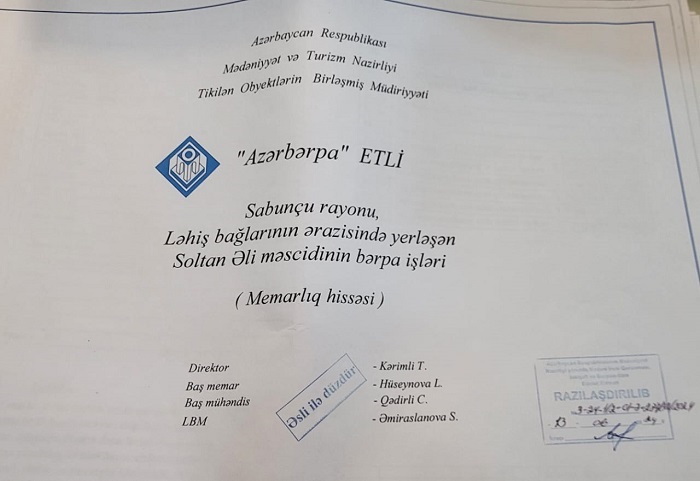 Azərbaycan Respublikası
Mədəniyyət və Turizm Nazirliyi
Tikilən Obyektlərin Birləşmiş Müdiriyyəti
"Azərbərpa" ETLİ
Sabunçu rayonu,
Ləhiş bağlarının ərazisində yerləşən
Soltan Əli məscidinin bərpa işləri
( Memarlıq hissəsi )
Direktor - Kərimli T.
Baş memar - Hüseynova L.
Baş mühəndis - Qədirli C.
LBM - Əmiraslanova S.
Əsli ilə düzdür
RAZILAŞDIRILIB